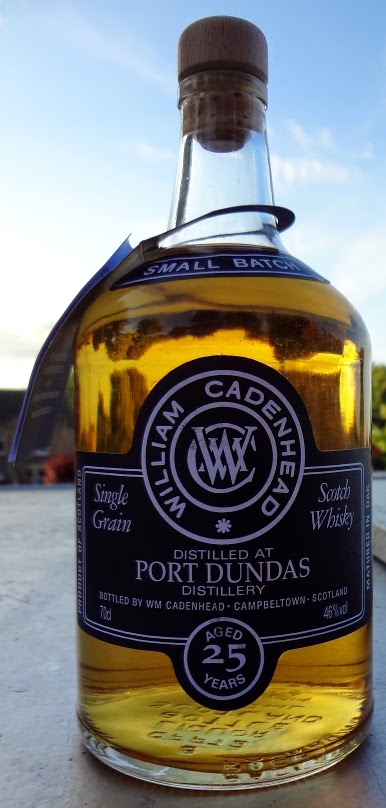 SMALL BATCH
WILLIAM CADENHEAD
WC
Single
Grain
Scotch
Whisky
PRODUCT OF SCOTLAND
MATURED IN OAK
DISTILLED AT
PORT DUNDAS
DISTILLERY
BOTTLED BY WM CADENHEAD · CAMPBELTOWN · SCOTLAND
70cl
46%vol
AGED
25
YEARS